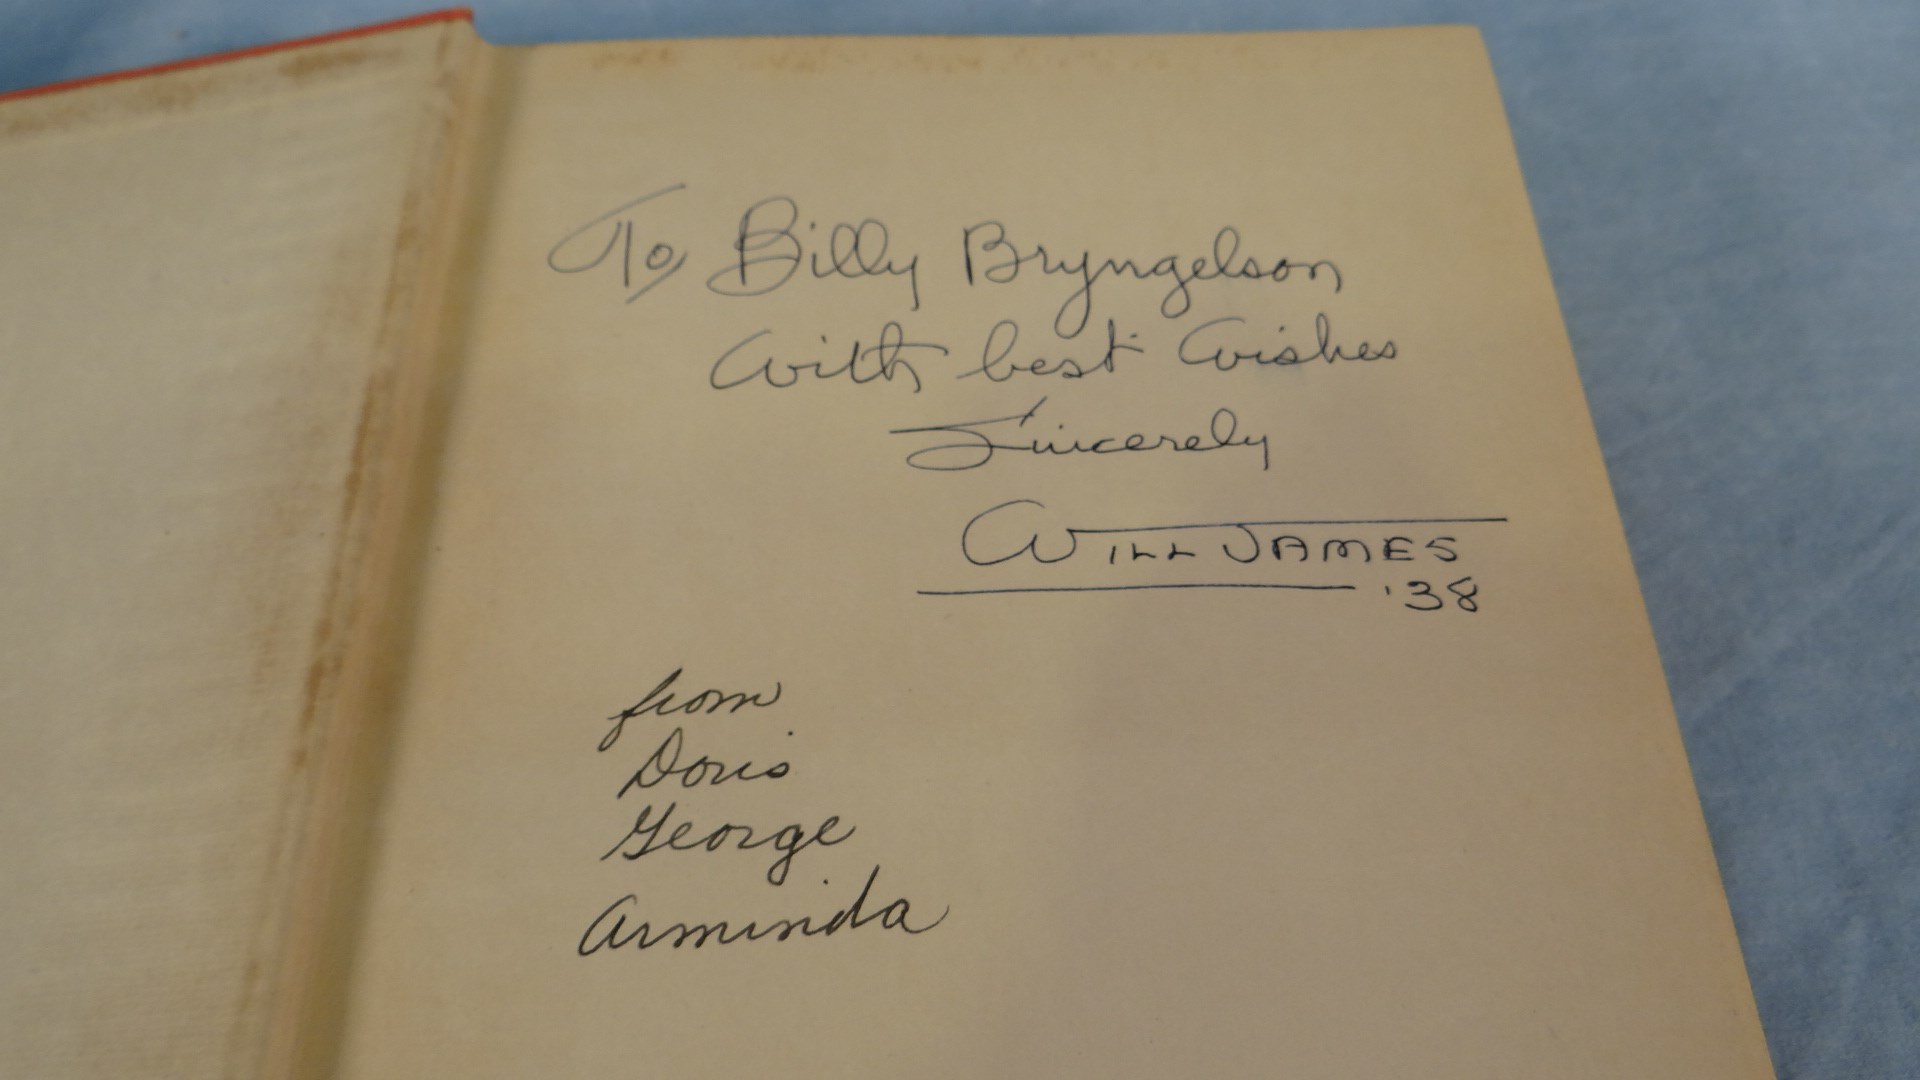 To Billy Bryngelson
With best Wishes
Sincerely
WILL JAMES
'38
from
Doris
George
Arminda